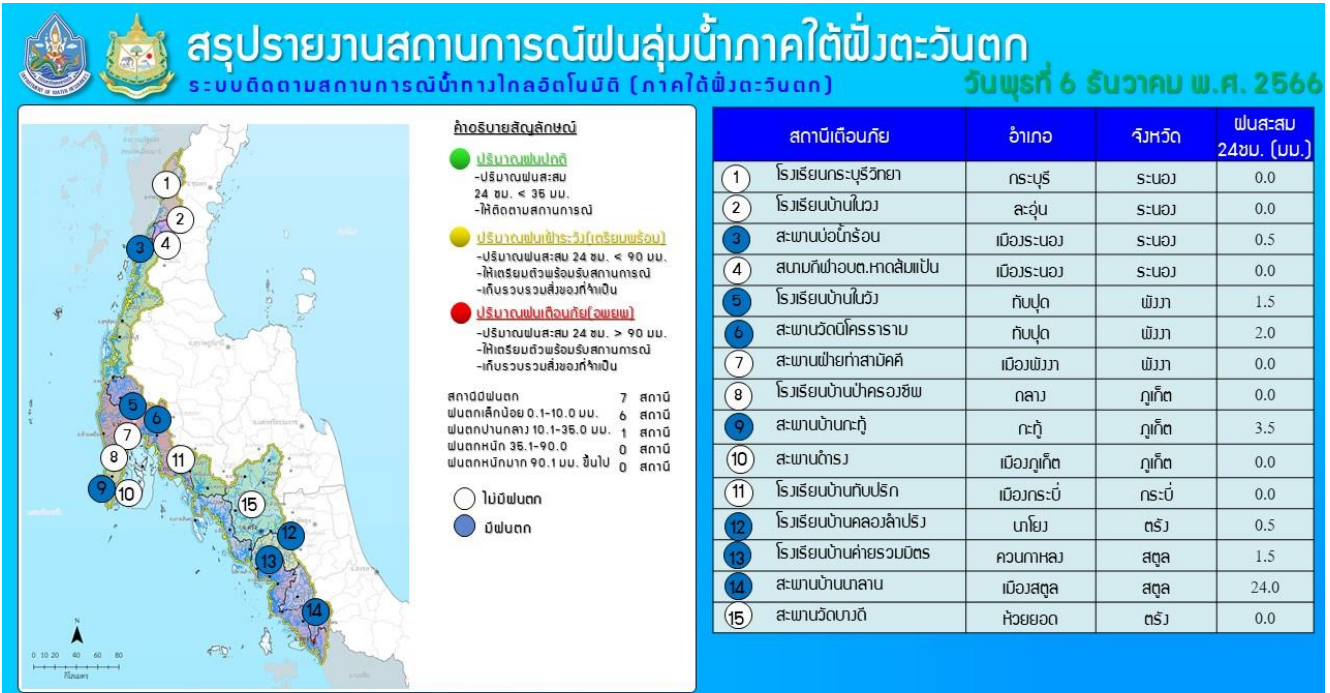 สรุปรายงานสถานการณ์ฝนลุ่มน้ำภาคใต้ฝั่งตะวันตก
ระบบติดตามสถานการณ์น้ำทางไกลอัตโนมัติ (ภาคใต้ฝั่งตะวันตก)
วันพุธที่ 6 ธันวาคม พ.ศ. 2566
คำอธิบายสัญลักษณ์
ปริมาณฝนปกติ
-ปริมาณฝนสะสม
24 ชม. < 35 มม.
-ให้ติดตามสถานการณ์
ปริมาณฝนเฝ้าระวัง(เตรียมพร้อม)
-ปริมาณฝนสะสม 24 ชม. < 90 มม.
-ให้เตรียมตัวพร้อมรับสถานการณ์
-เก็บรวบรวมสิ่งของที่จำเป็น
ปริมาณฝนเตือนภัย(อพยพ)
-ปริมาณฝนสะสม 24 ชม. > 90 มม.
-ให้เตรียมตัวพร้อมรับสถานการณ์
-เก็บรวบรวมสิ่งของที่จำเป็น
สถานีมีฝนตก 7 สถานี
ฝนตกเล็กน้อย 0.1-10.0 มม. 6 สถานี
ฝนตกปานกลาง 10.1-35.0 มม. 1 สถานี
ฝนตกหนัก 35.1-90.0 0 สถานี
ฝนตกหนักมาก 90.1 มม. ขึ้นไป 0 สถานี
ไม่มีฝนตก
มีฝนตก
1
2
3 4
5
6
7
8
11
9 10
15
12
13
14
N
0 10 20 40 60 80
กิโลเมตร
สถานีเตือนภัย อำเภอ จังหวัด ฝนสะสม
24ชม. (มม.)
1 โรงเรียนกระบุรีวิทยา กระบุรี ระนอง 0.0
2 โรงเรียนบ้านในวง ละอุ่น ระนอง 0.0
3 สะพานบ่อน้ำร้อน เมืองระนอง ระนอง 0.5
4 สนามกีฬาอบต.หาดส้มแป้น เมืองระนอง ระนอง 0.0
5 โรงเรียนบ้านในวัง ทับปุด พังงา 1.5
6 สะพานวัดนิโครธาราม ทับปุด พังงา 2.0
7 สะพานฝ่ายท่าสามัคคี เมืองพังงา พังงา 0.0
8 โรงเรียนบ้านป่าครองชีพ ถลาง ภูเก็ต 0.0
9 สะพานบ้านกะทู้ กะทู้ ภูเก็ต 3.5
10 สะพานดำรง เมืองภูเก็ต ภูเก็ต 0.0
11 โรงเรียนบ้านทับปริก เมืองกระบี่ กระบี่ 0.0
12 โรงเรียนบ้านคลองลำปริง นาโยง ตรัง 0.5
13 โรงเรียนบ้านค่ายรวมมิตร ควนกาหลง สตูล 1.5
14 สะพานบ้านนาลาน เมืองสตูล สตูล 24.0
15 สะพานวัดบางดี ห้วยยอด ตรัง 0.0